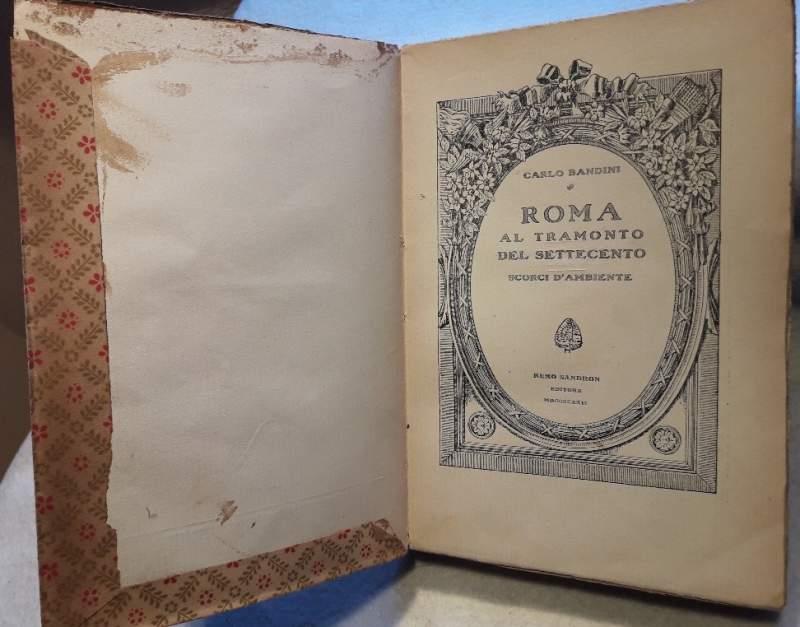 CARLO BANDINI
ROMA
AL TRAMONTO
DEL SETTECENTO
SCORCI D'AMBIENTE
REMO SANDRON
EDITORE